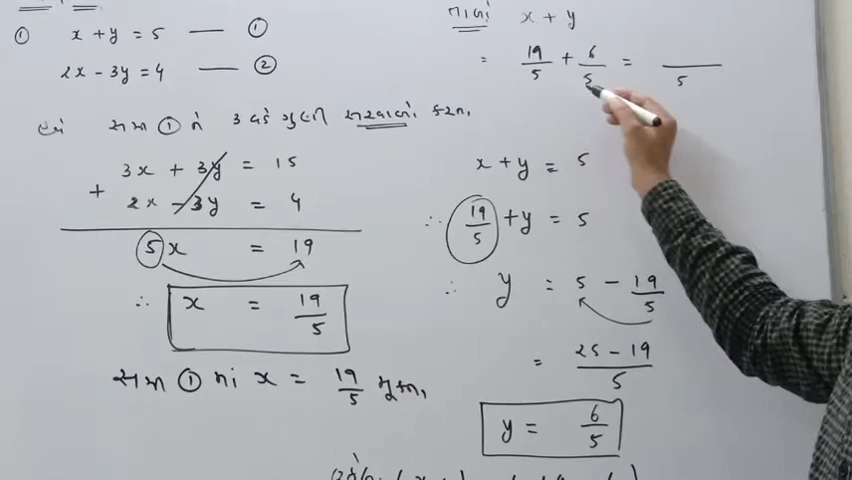 ① x + y = 5 —— ①
2x - 3y = 4 —— ②
સમી ① ને 3 વડે ગુણી સરવાળો કરતા,
3x + 3y = 15
+ 2x - 3y = 4
5x = 19
∴ x = 19/5
સમી ① માં x = 19/5 મૂકતા,
x + y
= 19/5 + 6/5 = /5
x + y = 5
∴ 19/5 + y = 5
∴ y = 5 - 19/5
= 25 - 19/5
y = 6/5